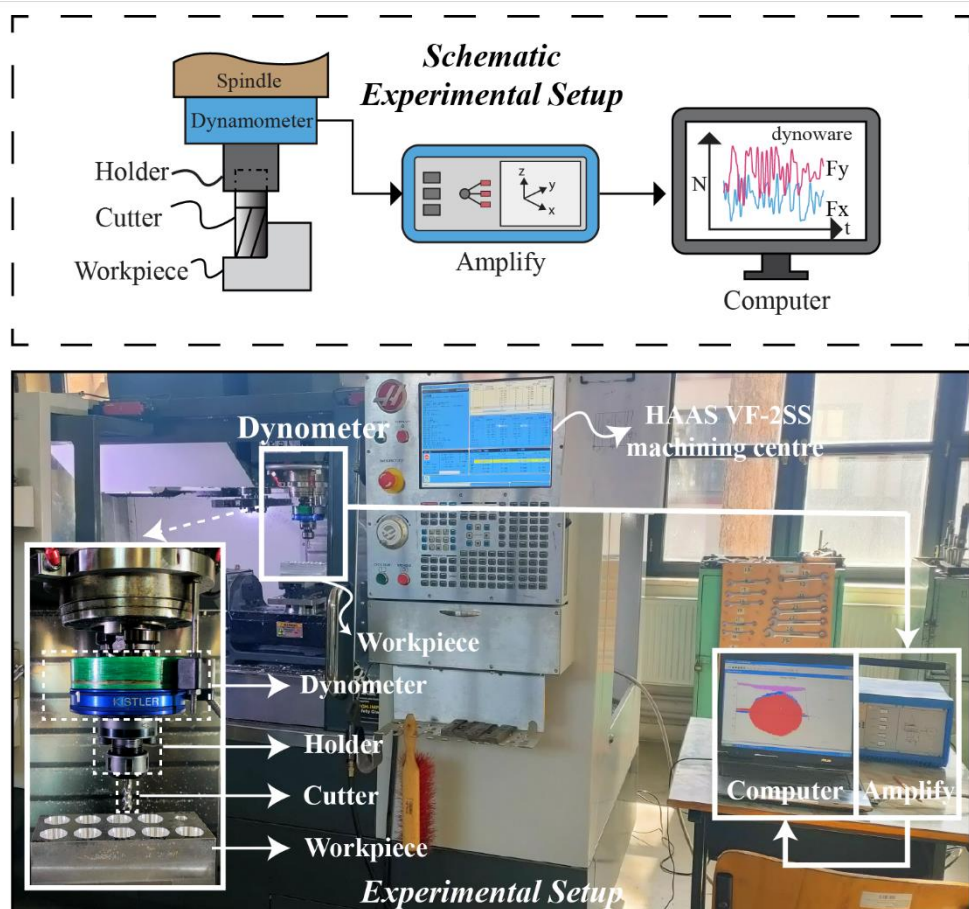 Schematic
Experimental Setup
Spindle
Dynamometer
Holder
Cutter
Workpiece
z
y
x
Amplify
dynoware
N
Fy
Fx
t
Computer
Dynometer
HAAS VF-2SS
machining centre
Workpiece
KISTLER
Dynometer
Holder
Cutter
Workpiece
Computer
Amplify
Experimental Setup